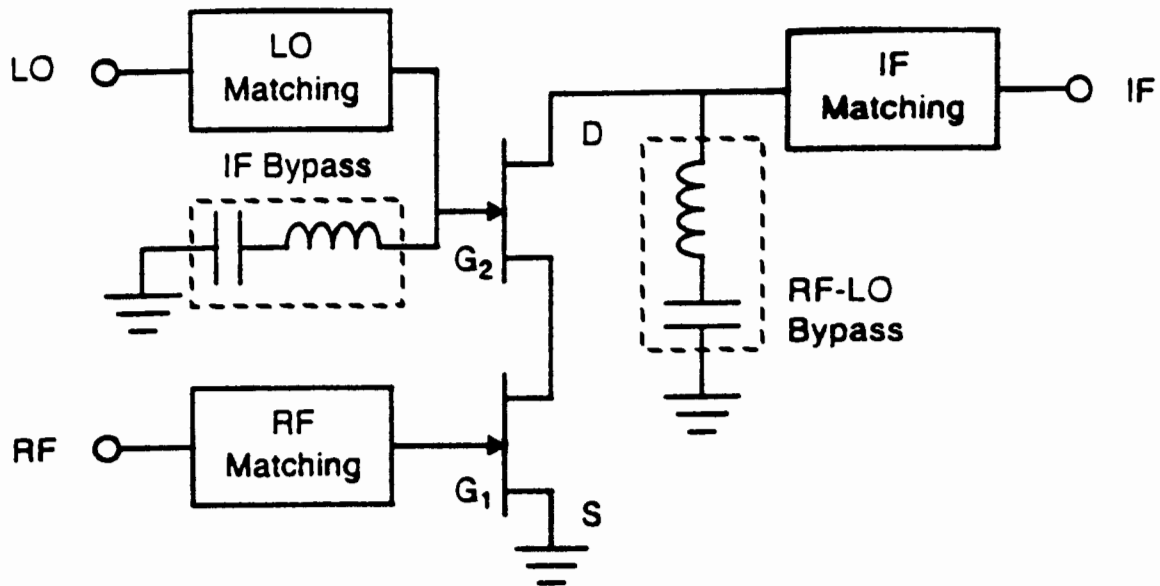 LO
LO
Matching
IF
Matching
IF
D
IF Bypass
G2
RF-LO
Bypass
RF
RF
Matching
G1
S